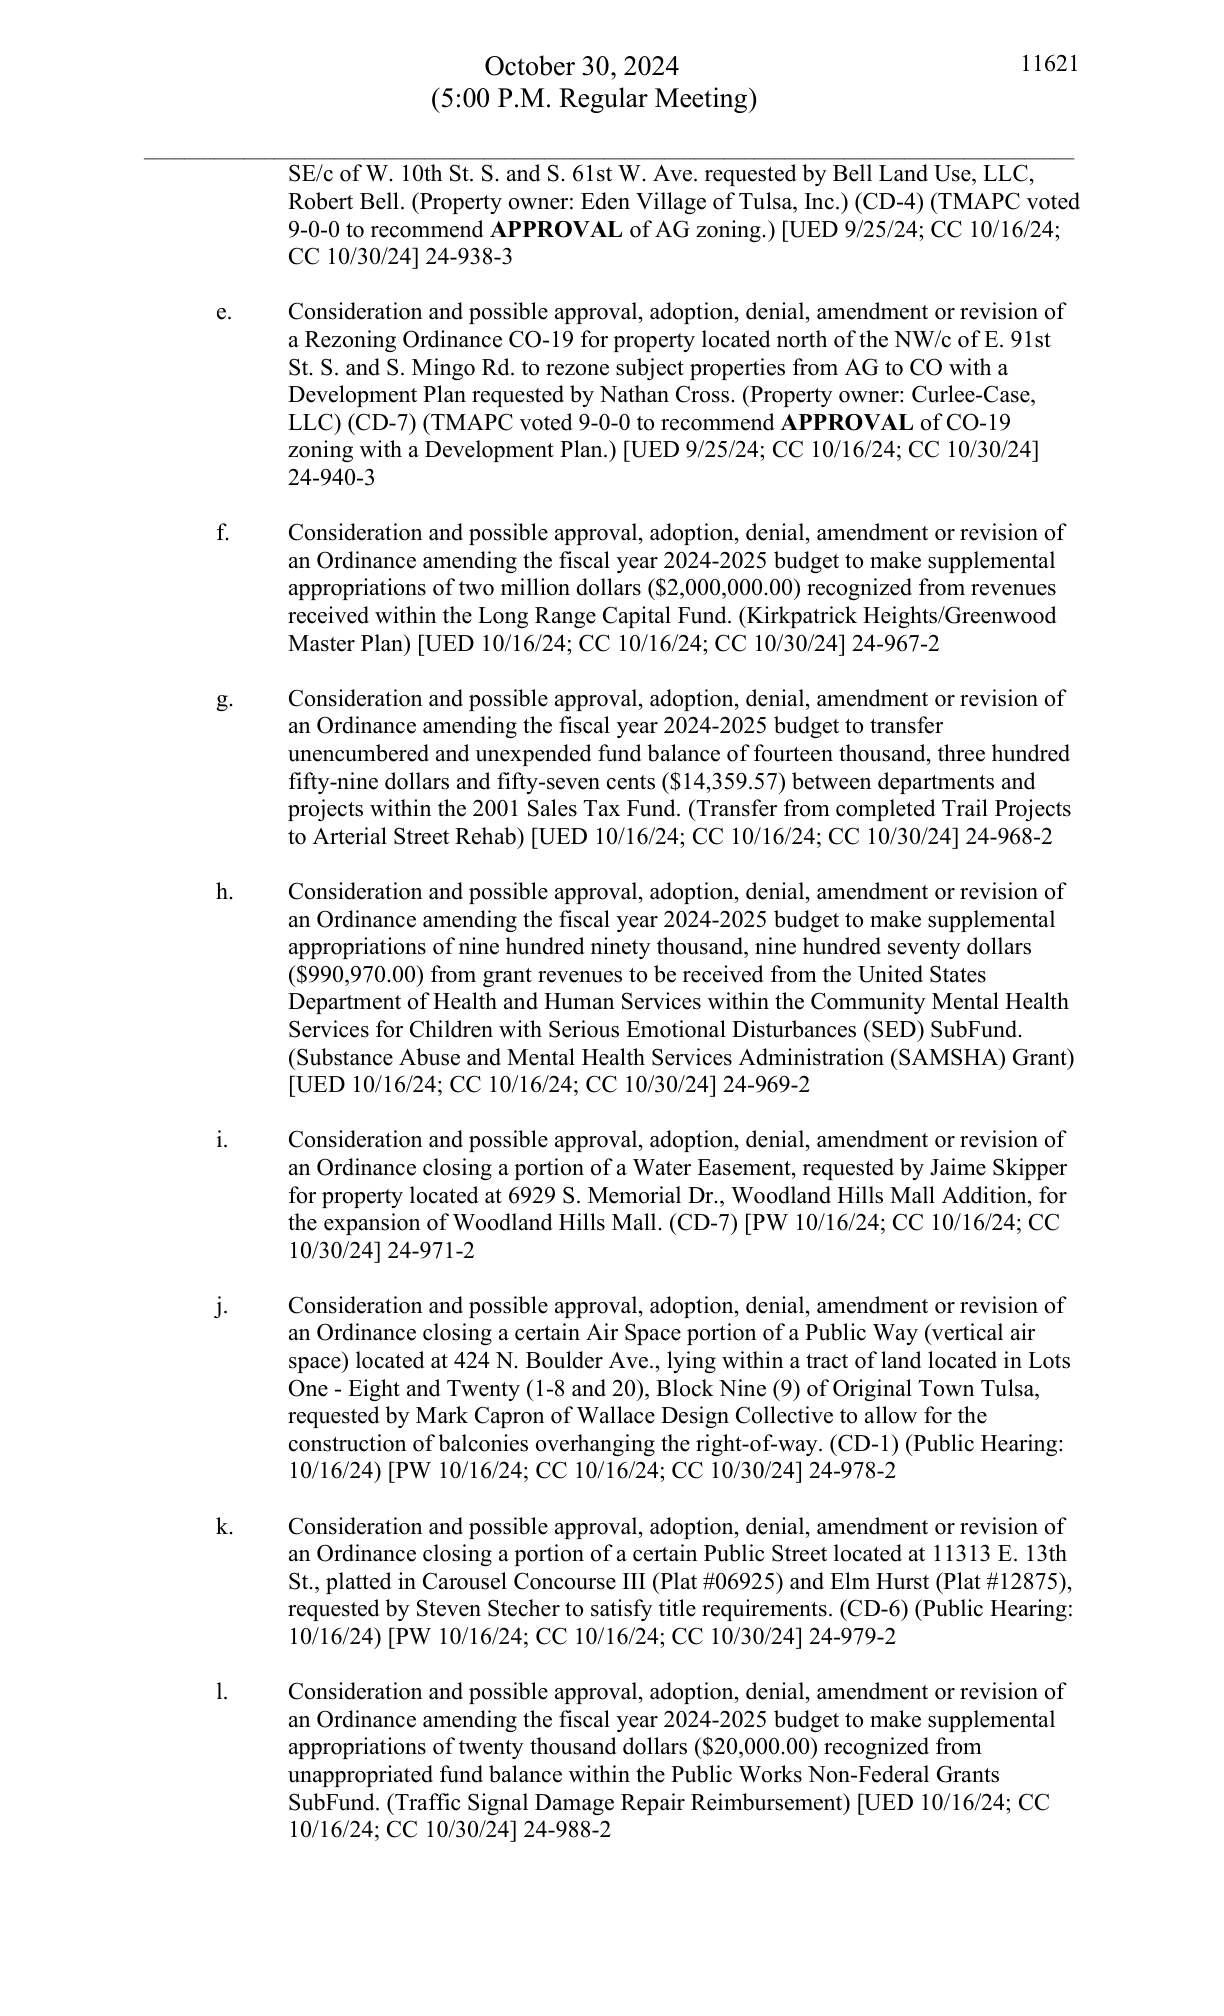 October 30, 2024
11621
(5:00 P.M. Regular Meeting)
SE/c of W. 10th St. S. and S. 61st W. Ave. requested by Bell Land Use, LLC,
Robert Bell. (Property owner: Eden Village of Tulsa, Inc.) (CD-4) (TMAPC voted
9-0-0 to recommend APPROVAL of AG zoning.) [UED 9/25/24; CC 10/16/24;
CC 10/30/24] 24-938-3
e. Consideration and possible approval, adoption, denial, amendment or revision of
a Rezoning Ordinance CO-19 for property located north of the NW/c of E. 91st
St. S. and S. Mingo Rd. to rezone subject properties from AG to CO with a
Development Plan requested by Nathan Cross. (Property owner: Curlee-Case,
LLC) (CD-7) (TMAPC voted 9-0-0 to recommend APPROVAL of CO-19
zoning with a Development Plan.) [UED 9/25/24; CC 10/16/24; CC 10/30/24]
24-940-3
f. Consideration and possible approval, adoption, denial, amendment or revision of
an Ordinance amending the fiscal year 2024-2025 budget to make supplemental
appropriations of two million dollars ($2,000,000.00) recognized from revenues
received within the Long Range Capital Fund. (Kirkpatrick Heights/Greenwood
Master Plan) [UED 10/16/24; CC 10/16/24; CC 10/30/24] 24-967-2
g. Consideration and possible approval, adoption, denial, amendment or revision of
an Ordinance amending the fiscal year 2024-2025 budget to transfer
unencumbered and unexpended fund balance of fourteen thousand, three hundred
fifty-nine dollars and fifty-seven cents ($14,359.57) between departments and
projects within the 2001 Sales Tax Fund. (Transfer from completed Trail Projects
to Arterial Street Rehab) [UED 10/16/24; CC 10/16/24; CC 10/30/24] 24-968-2
h. Consideration and possible approval, adoption, denial, amendment or revision of
an Ordinance amending the fiscal year 2024-2025 budget to make supplemental
appropriations of nine hundred ninety thousand, nine hundred seventy dollars
($990,970.00) from grant revenues to be received from the United States
Department of Health and Human Services within the Community Mental Health
Services for Children with Serious Emotional Disturbances (SED) SubFund.
(Substance Abuse and Mental Health Services Administration (SAMSHA) Grant)
[UED 10/16/24; CC 10/16/24; CC 10/30/24] 24-969-2
i. Consideration and possible approval, adoption, denial, amendment or revision of
an Ordinance closing a portion of a Water Easement, requested by Jaime Skipper
for property located at 6929 S. Memorial Dr., Woodland Hills Mall Addition, for
the expansion of Woodland Hills Mall. (CD-7) [PW 10/16/24; CC 10/16/24; CC
10/30/24] 24-971-2
j. Consideration and possible approval, adoption, denial, amendment or revision of
an Ordinance closing a certain Air Space portion of a Public Way (vertical air
space) located at 424 N. Boulder Ave., lying within a tract of land located in Lots
One - Eight and Twenty (1-8 and 20), Block Nine (9) of Original Town Tulsa,
requested by Mark Capron of Wallace Design Collective to allow for the
construction of balconies overhanging the right-of-way. (CD-1) (Public Hearing:
10/16/24) [PW 10/16/24; CC 10/16/24; CC 10/30/24] 24-978-2
k. Consideration and possible approval, adoption, denial, amendment or revision of
an Ordinance closing a portion of a certain Public Street located at 11313 E. 13th
St., platted in Carousel Concourse III (Plat #06925) and Elm Hurst (Plat #12875),
requested by Steven Stecher to satisfy title requirements. (CD-6) (Public Hearing:
10/16/24) [PW 10/16/24; CC 10/16/24; CC 10/30/24] 24-979-2
l. Consideration and possible approval, adoption, denial, amendment or revision of
an Ordinance amending the fiscal year 2024-2025 budget to make supplemental
appropriations of twenty thousand dollars ($20,000.00) recognized from
unappropriated fund balance within the Public Works Non-Federal Grants
SubFund. (Traffic Signal Damage Repair Reimbursement) [UED 10/16/24; CC
10/16/24; CC 10/30/24] 24-988-2